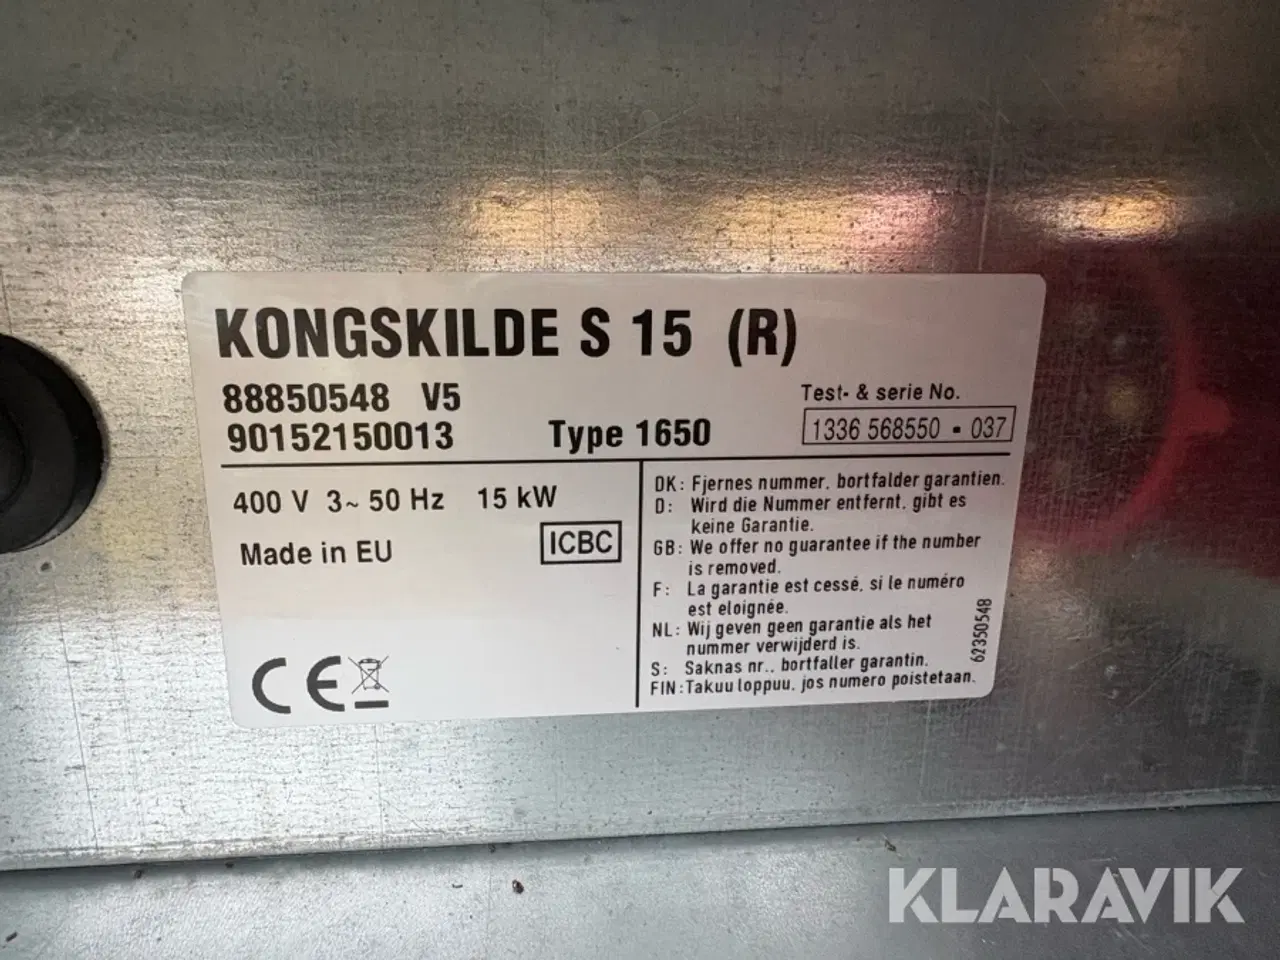 KONGSKILDE S 15 (R)
88850548 V5
90152150013 Type 1650
Test- & serie No.
1336 568550 - 037
400 V 3~ 50 Hz 15 kW
Made in EU
ICBC
CE
DK: Fjernes nummer, bortfalder garantien.
D: Wird die Nummer entfernt, gibt es
keine Garantie.
GB: We offer no guarantee if the number
is removed.
F: La garantie est cessé, si le numéro
est eloignée.
NL: Wij geven geen garantie als het
nummer verwijderd is.
S: Saknas nr., bortfaller garantin.
FIN: Takuu loppuu, jos numero poistetaan.
62350548
KLARAVIK